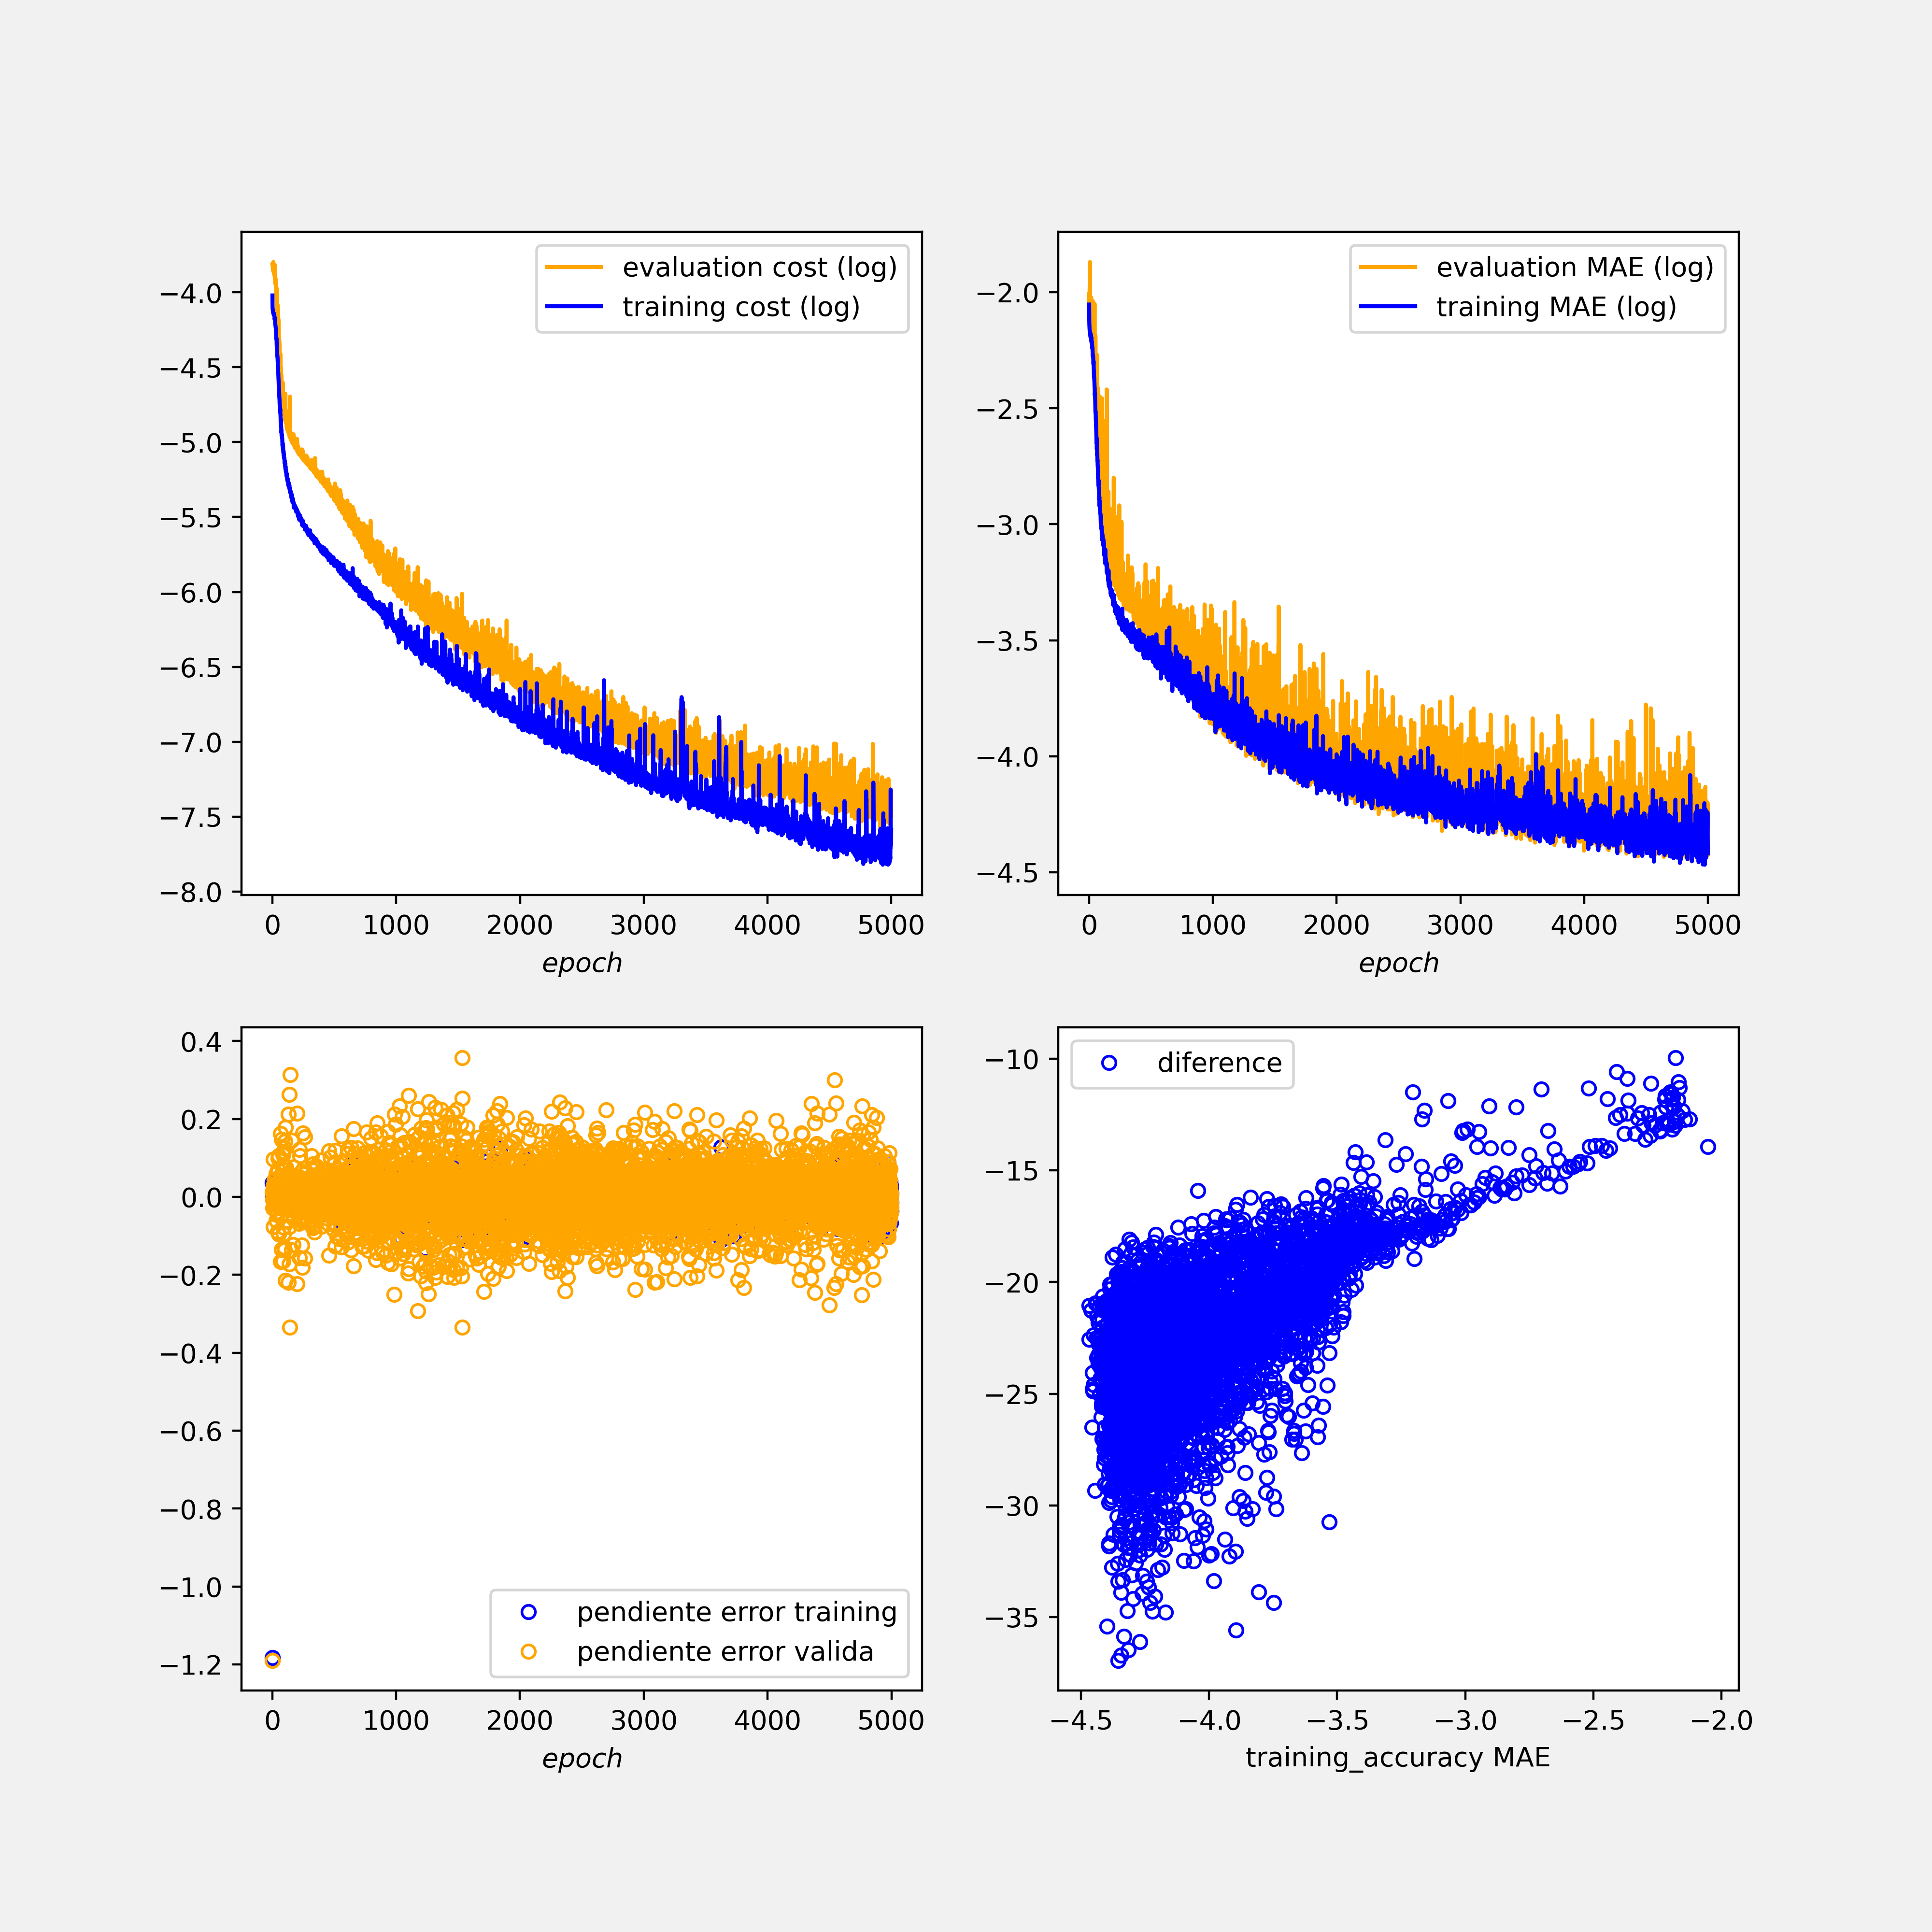 evaluation cost (log)
training cost (log)
−4.0
−4.5
−5.0
−5.5
−6.0
−6.5
−7.0
−7.5
−8.0
0 1000 2000 3000 4000 5000
epoch
evaluation MAE (log)
training MAE (log)
−2.0
−2.5
−3.0
−3.5
−4.0
−4.5
0 1000 2000 3000 4000 5000
epoch
0.4
0.2
0.0
−0.2
−0.4
−0.6
−0.8
−1.0
−1.2
pendiente error training
pendiente error valida
0 1000 2000 3000 4000 5000
epoch
diference
−10
−15
−20
−25
−30
−35
−4.5 −4.0 −3.5 −3.0 −2.5 −2.0
training_accuracy MAE